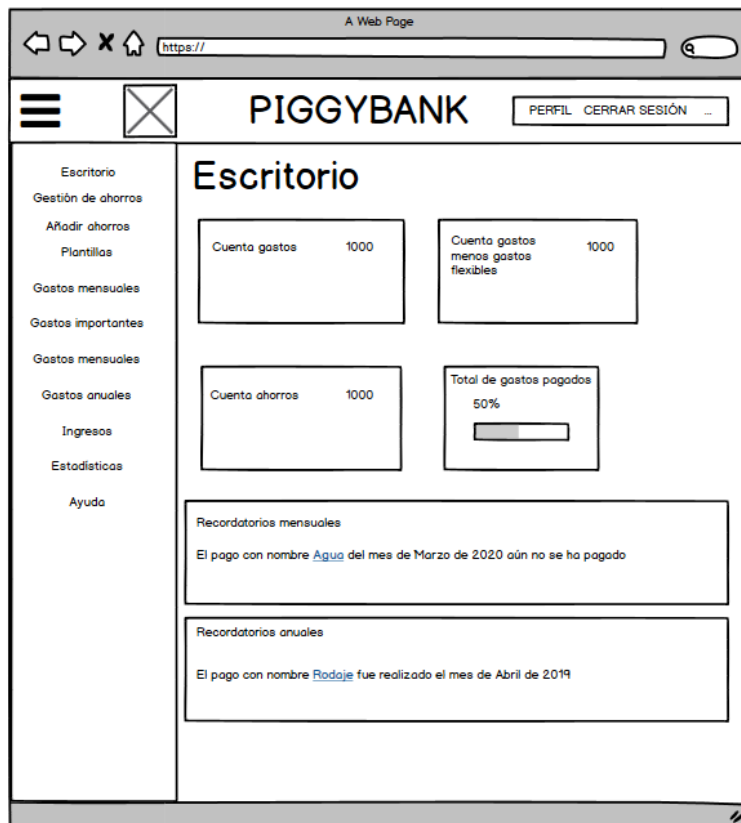 A Web Page
https://
PIGGYBANK
PERFIL CERRAR SESIÓN ...
Escritorio
Gestión de ahorros
Añadir ahorros
Plantillas
Gastos mensuales
Gastos importantes
Gastos mensuales
Gastos anuales
Ingresos
Estadísticas
Ayuda
Escritorio
Cuenta gastos 1000
Cuenta gastos 1000
menos gastos
flexibles
Cuenta ahorros 1000
Total de gastos pagados
50%
Recordatorios mensuales
El pago con nombre Agua del mes de Marzo de 2020 aún no se ha pagado
Recordatorios anuales
El pago con nombre Rodaje fue realizado el mes de Abril de 2019